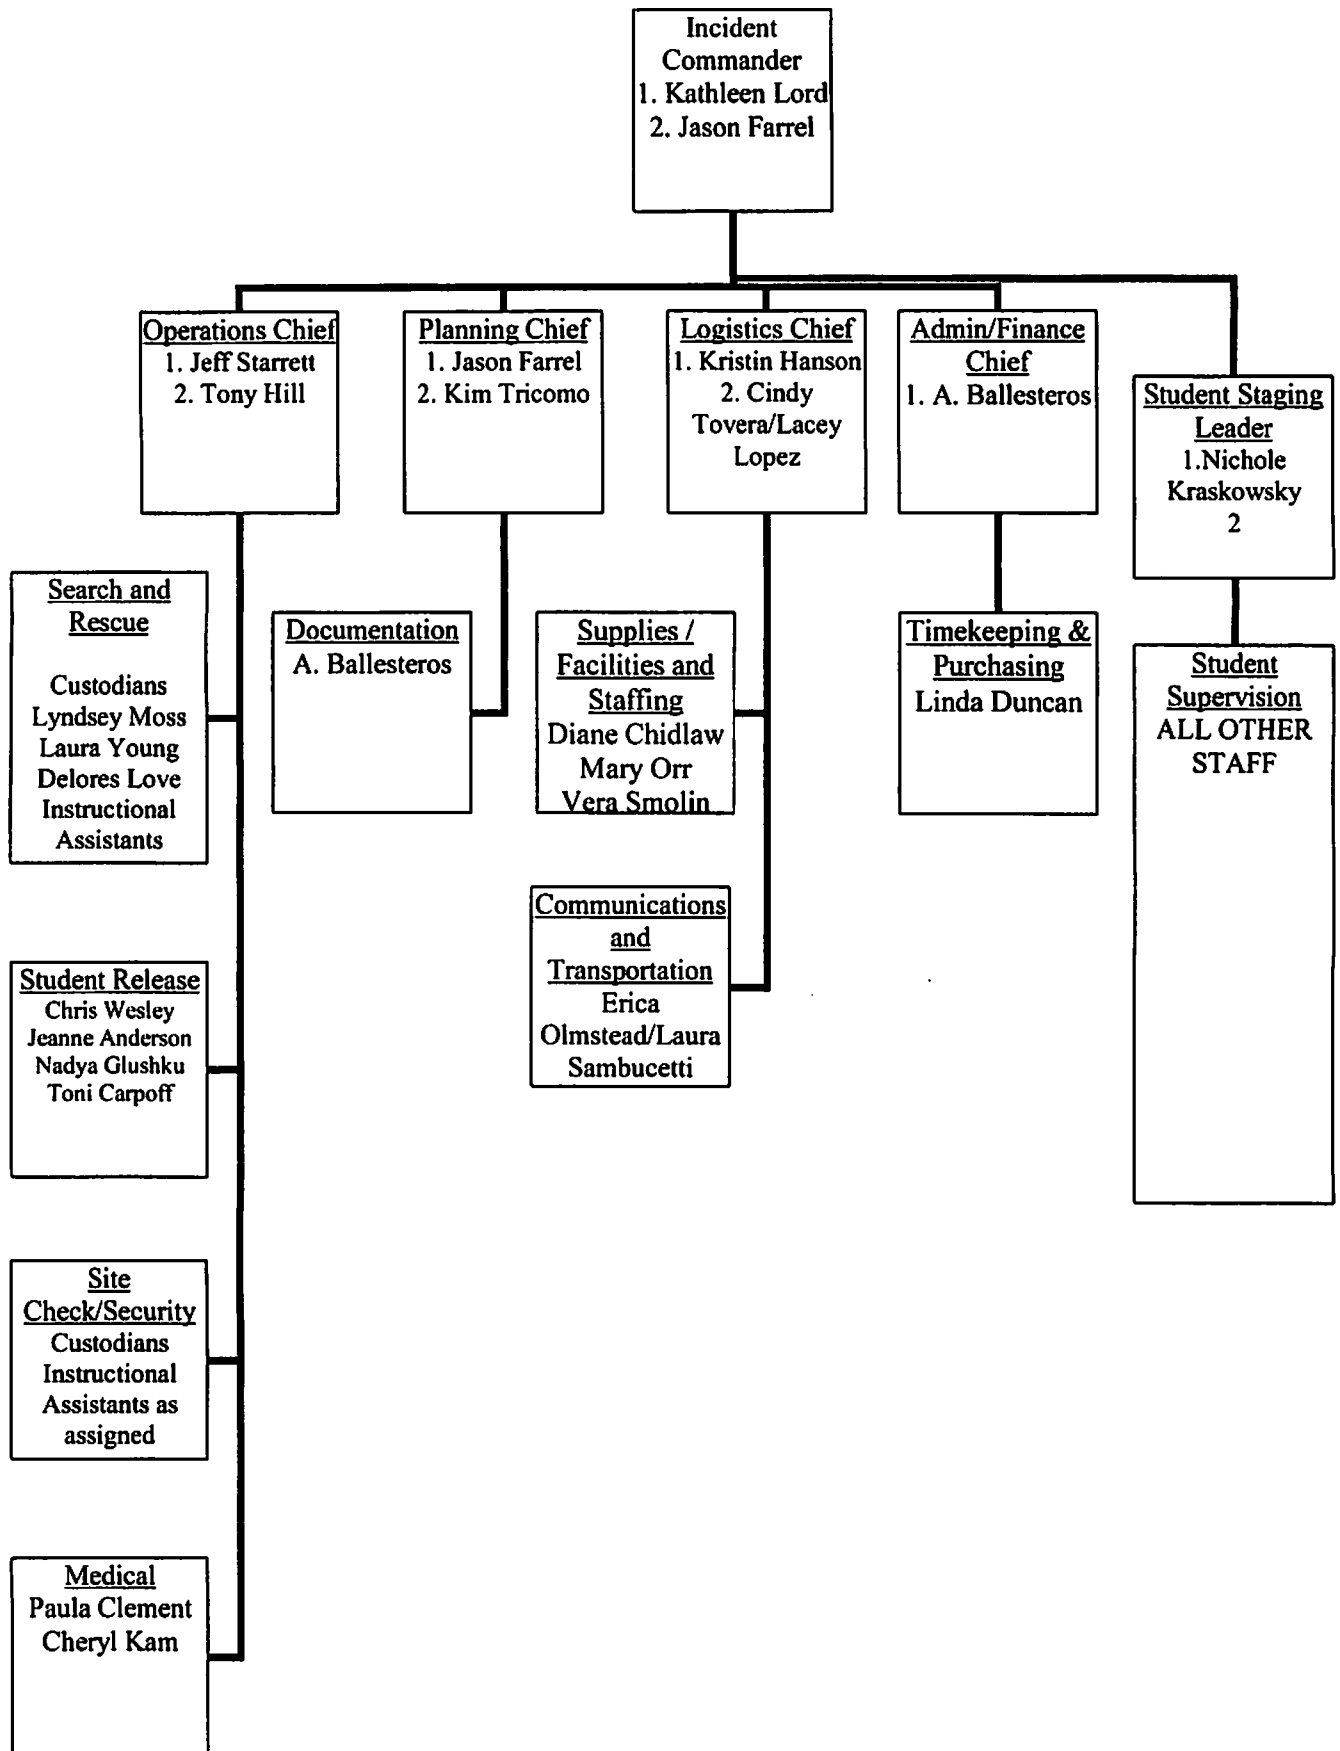 Incident
Commander
1. Kathleen Lord
2. Jason Farrel
Operations Chief
1. Jeff Starrett
2. Tony Hill
Planning Chief
1. Jason Farrel
2. Kim Tricomo
Logistics Chief
1. Kristin Hanson
2. Cindy
Tovera/Lacey
Lopez
Admin/Finance
Chief
1. A. Ballesteros
Student Staging
Leader
1.Nichole
Kraskowsky
2
Search and
Rescue
Custodians
Lyndsey Moss
Laura Young
Delores Love
Instructional
Assistants
Documentation
A. Ballesteros
Supplies /
Facilities and
Staffing
Diane Chidlaw
Mary Orr
Vera Smolin
Timekeeping &
Purchasing
Linda Duncan
Student
Supervision
ALL OTHER
STAFF
Communications
and
Transportation
Erica
Olmstead/Laura
Sambucetti
Student Release
Chris Wesley
Jeanne Anderson
Nadya Glushku
Toni Carpoff
Site
Check/Security
Custodians
Instructional
Assistants as
assigned
Medical
Paula Clement
Cheryl Kam